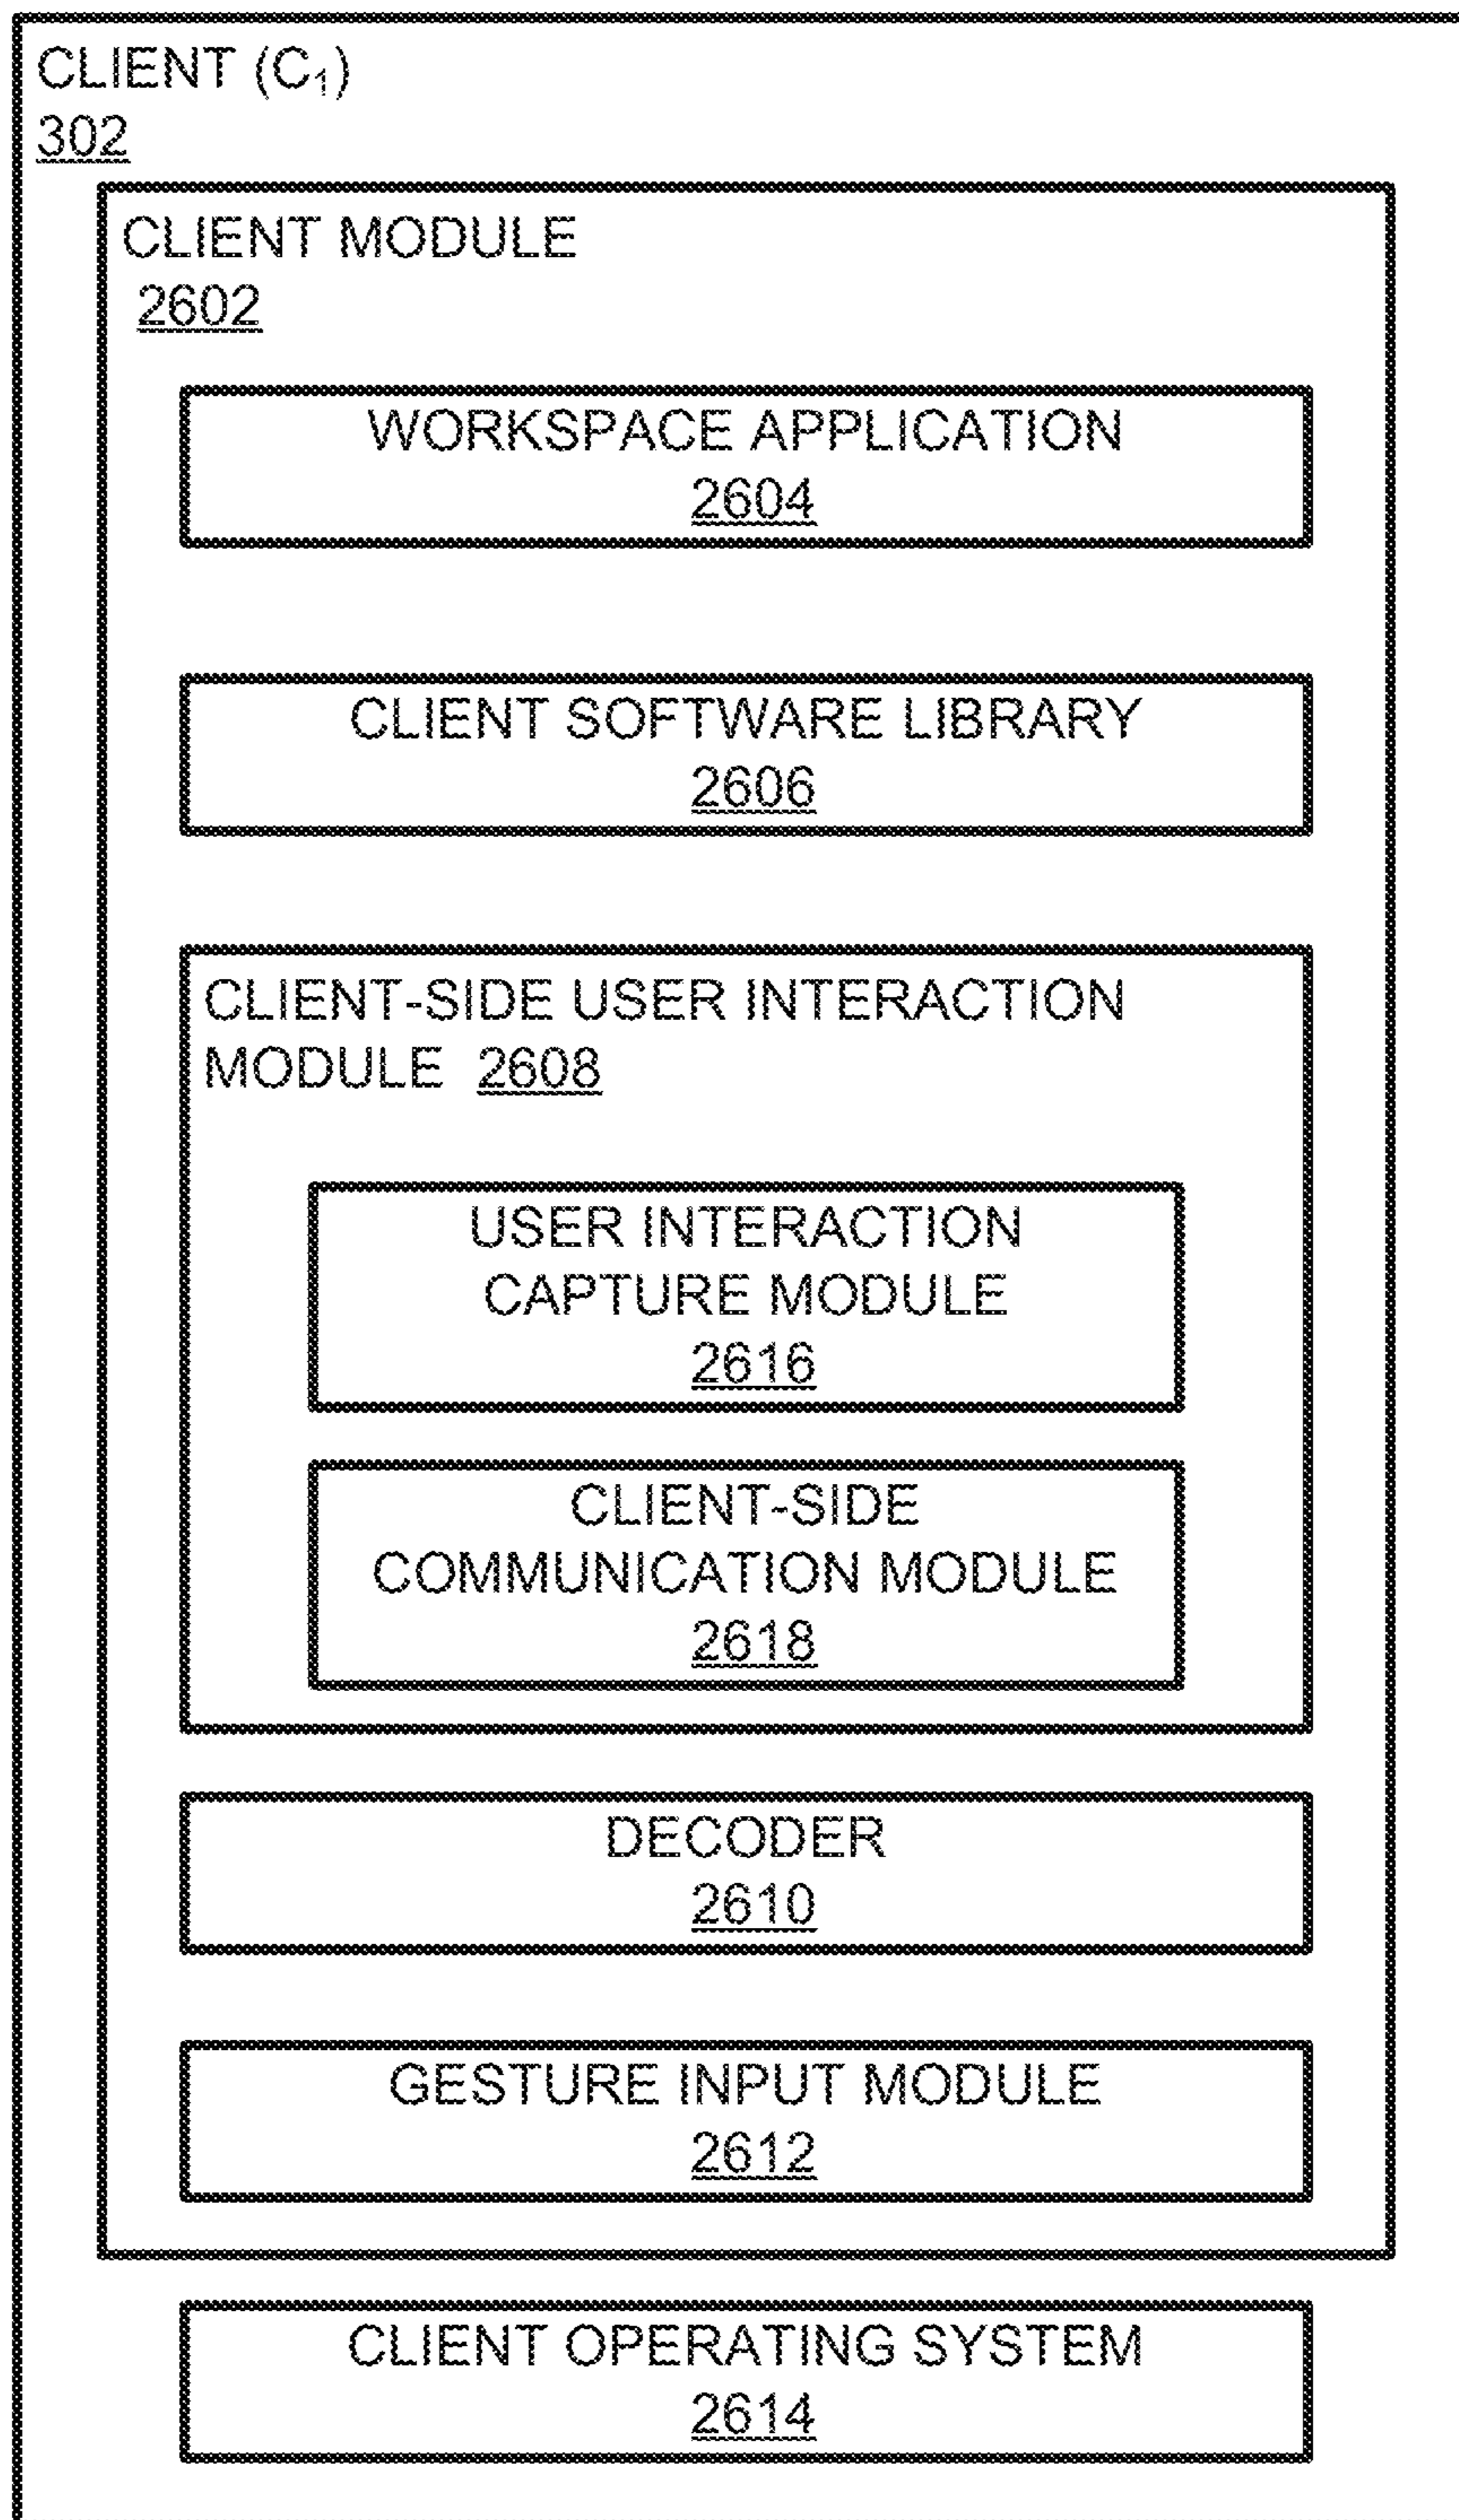 CLIENT (C₁)
302
CLIENT MODULE
2602
WORKSPACE APPLICATION
2604
CLIENT SOFTWARE LIBRARY
2606
CLIENT-SIDE USER INTERACTION
MODULE 2608
USER INTERACTION
CAPTURE MODULE
2616
CLIENT-SIDE
COMMUNICATION MODULE
2618
DECODER
2610
GESTURE INPUT MODULE
2612
CLIENT OPERATING SYSTEM
2614